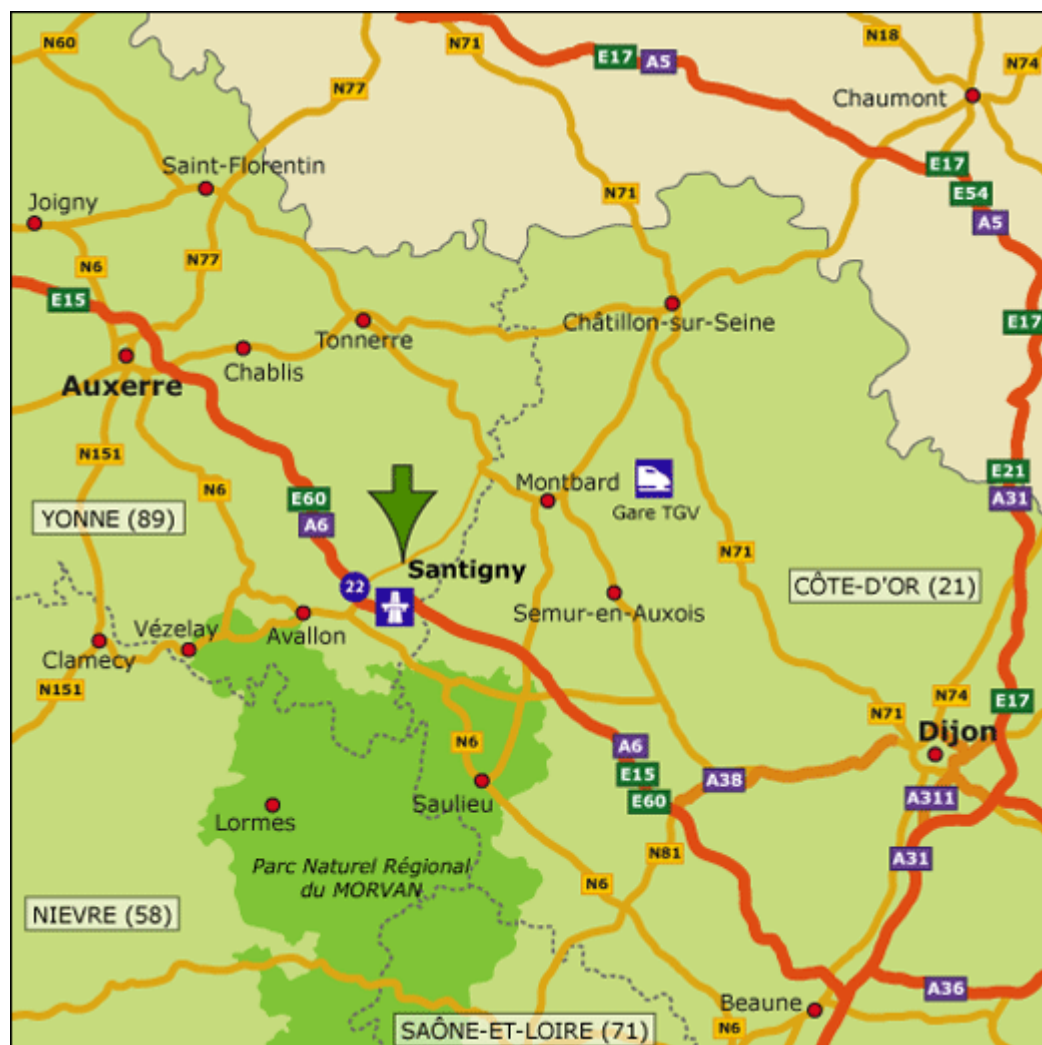 N60
N71
E17
A5
N18
N74
N77
Chaumont
Saint-Florentin
E17
E54
A5
Joigny
N71
N6
N77
E15
Châtillon-sur-Seine
E17
Tonnerre
Chablis
Auxerre
N151
N6
E60
A6
Montbard
Gare TGV
E21
A31
YONNE (89)
N71
22
Santigny
CÔTE-D'OR (21)
Semur-en-Auxois
Avallon
Vézelay
Clamecy
N151
N6
N74
E17
N71
Dijon
A6
E15
E60
A38
A311
Saulieu
Lormes
A31
N81
Parc Naturel Régional
du MORVAN
N6
NIEVRE (58)
A36
Beaune
N6
SAÔNE-ET-LOIRE (71)